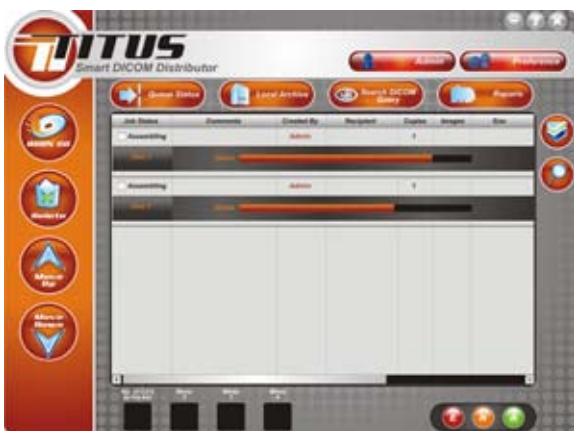 TITUS
Smart DICOM Distributor
Admin
Preference
Queue Status
Local Archive
Search DICOM
Query
Reports
Job Status Comments Created By Recipient Copies Images Size
Assembling Admin 1
Assembling Admin 1
Delete
Move
Up
Move
Down